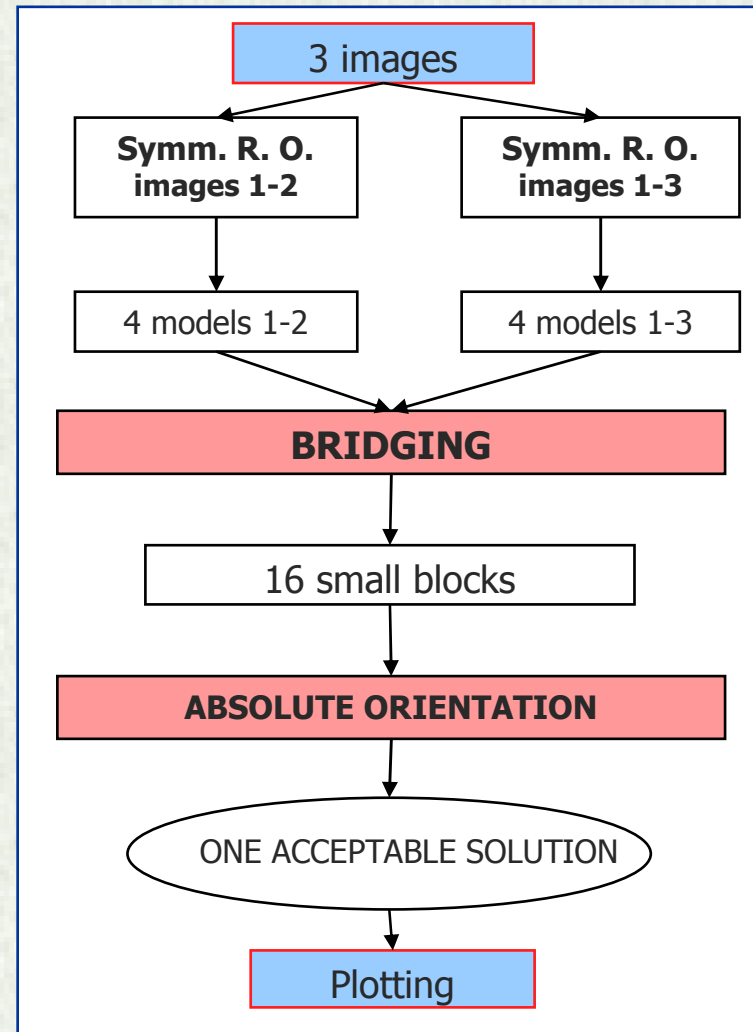 3 images
Symm. R. O.
images 1-2
Symm. R. O.
images 1-3
4 models 1-2
4 models 1-3
BRIDGING
16 small blocks
ABSOLUTE ORIENTATION
ONE ACCEPTABLE SOLUTION
Plotting